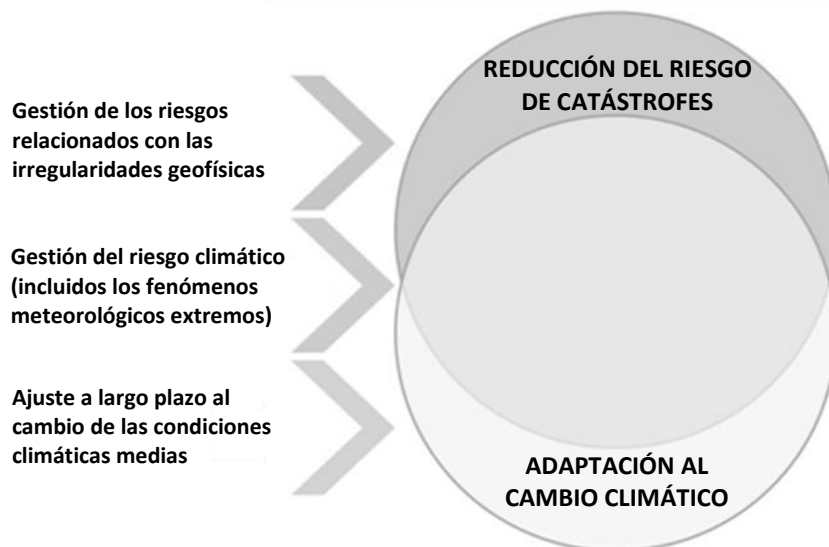 REDUCCIÓN DEL RIESGO
DE CATÁSTROFES
Gestión de los riesgos
relacionados con las
irregularidades geofísicas
Gestión del riesgo climático
(incluidos los fenómenos
meteorológicos extremos)
Ajuste a largo plazo al
cambio de las condiciones
climáticas medias
ADAPTACIÓN AL
CAMBIO CLIMÁTICO